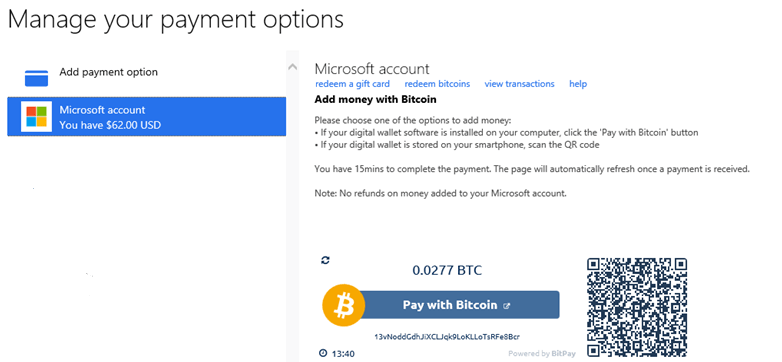 Manage your payment options
Add payment option
Microsoft account
You have $62.00 USD
Microsoft account
redeem a gift card redeem bitcoins view transactions help
Add money with Bitcoin
Please choose one of the options to add money:
• If your digital wallet software is installed on your computer, click the 'Pay with Bitcoin' button
• If your digital wallet is stored on your smartphone, scan the QR code
You have 15mins to complete the payment. The page will automatically refresh once a payment is received.
Note: No refunds on money added to your Microsoft account.
0.0277 BTC
Pay with Bitcoin
13vNoddGdhJiXCLJqk9LoKLLoTsRFe8Bcr
13:40
Powered by BitPay